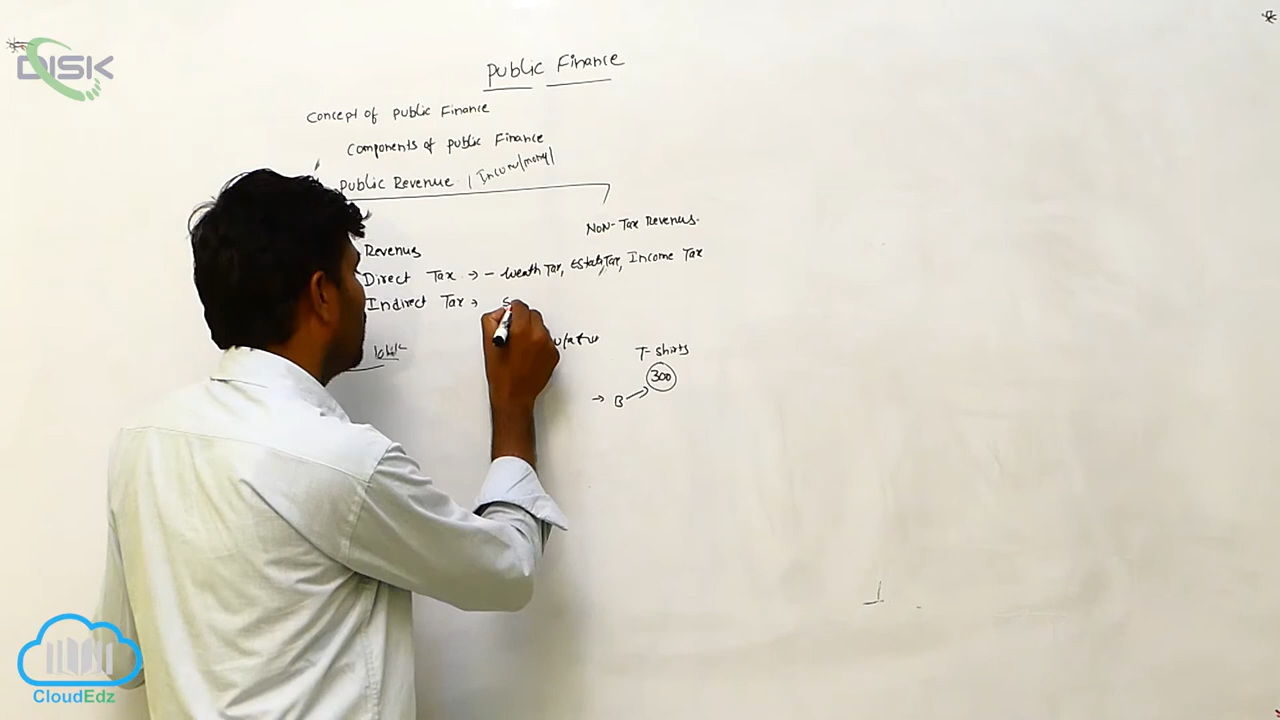 DISK
Public Finance
Concept of public Finance
Components of public Finance
Public Revenue | Income/money|
NON-Tax Revenus.
Revenus
Direct Tax → - Wealth Tax, Estate Tax, Income Tax
Indirect Tax → S
T-shirts
300
→ B
CloudEdz